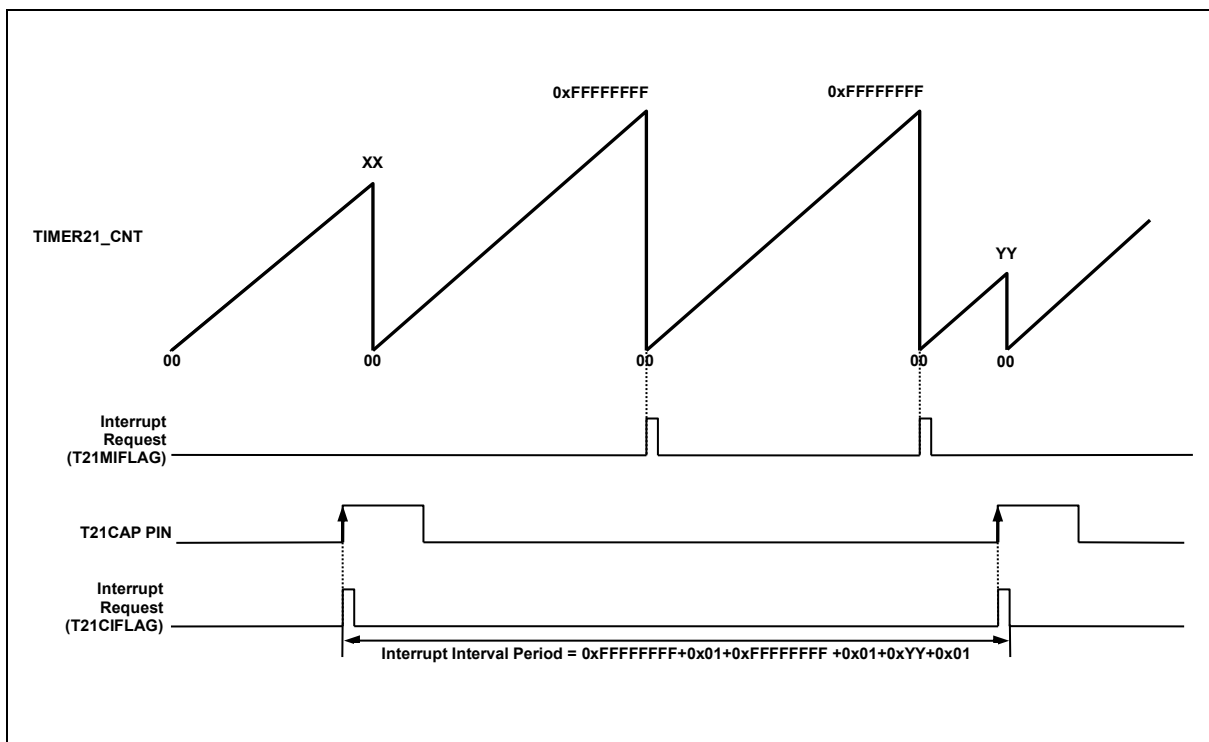 0xFFFFFFFF 0xFFFFFFFF
XX
TIMER21_CNT
YY
00 00 00 00 00
Interrupt
Request
(T21MIFLAG)
T21CAP PIN
Interrupt
Request
(T21CIFLAG)
Interrupt Interval Period = 0xFFFFFFFF+0x01+0xFFFFFFFF +0x01+0xYY+0x01